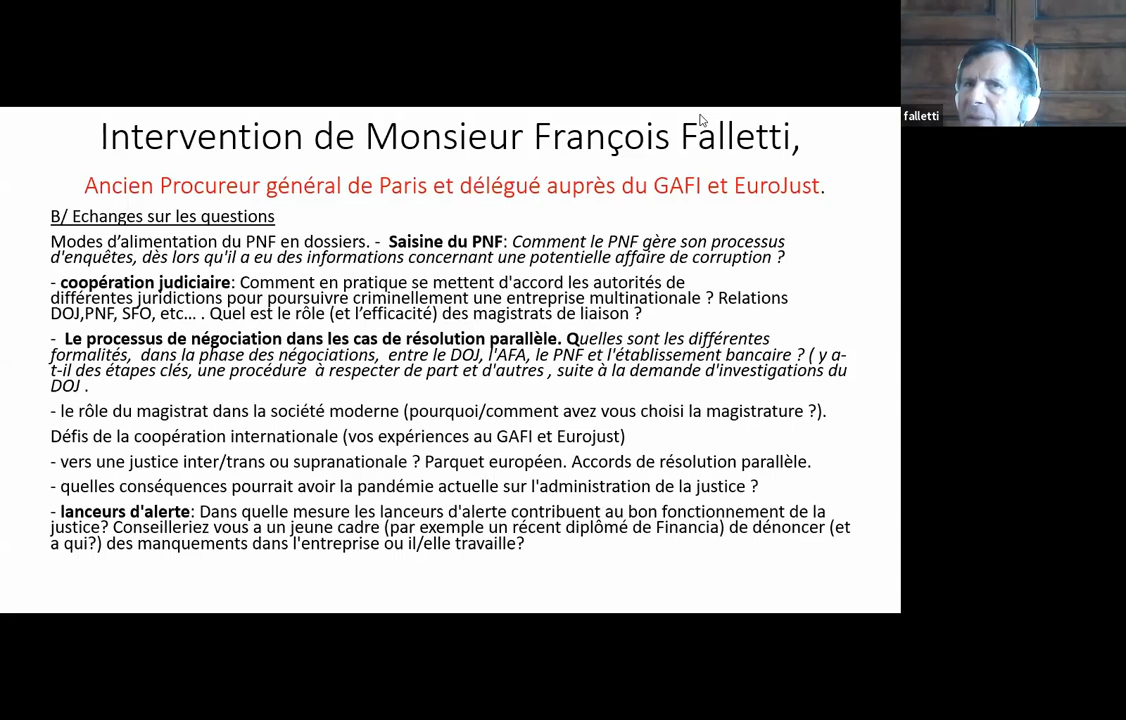 Intervention de Monsieur François Falletti,
falletti
Ancien Procureur général de Paris et délégué auprès du GAFI et EuroJust.
B/ Echanges sur les questions
Modes d’alimentation du PNF en dossiers. - Saisine du PNF: Comment le PNF gère son processus
d'enquêtes, dès lors qu'il a eu des informations concernant une potentielle affaire de corruption ?
- coopération judiciaire: Comment en pratique se mettent d'accord les autorités de
différentes juridictions pour poursuivre criminellement une entreprise multinationale ? Relations
DOJ,PNF, SFO, etc... . Quel est le rôle (et l’efficacité) des magistrats de liaison ?
- Le processus de négociation dans les cas de résolution parallèle. Quelles sont les différentes
formalités, dans la phase des négociations, entre le DOJ, l'AFA, le PNF et l'établissement bancaire ? ( y a-
t-il des étapes clés, une procédure à respecter de part et d'autres , suite à la demande d'investigations du
DOJ .
- le rôle du magistrat dans la société moderne (pourquoi/comment avez vous choisi la magistrature ?).
Défis de la coopération internationale (vos expériences au GAFI et Eurojust)
- vers une justice inter/trans ou supranationale ? Parquet européen. Accords de résolution parallèle.
- quelles conséquences pourrait avoir la pandémie actuelle sur l'administration de la justice ?
- lanceurs d'alerte: Dans quelle mesure les lanceurs d'alerte contribuent au bon fonctionnement de la
justice? Conseilleriez vous a un jeune cadre (par exemple un récent diplômé de Financia) de dénoncer (et
a qui?) des manquements dans l'entreprise ou il/elle travaille?